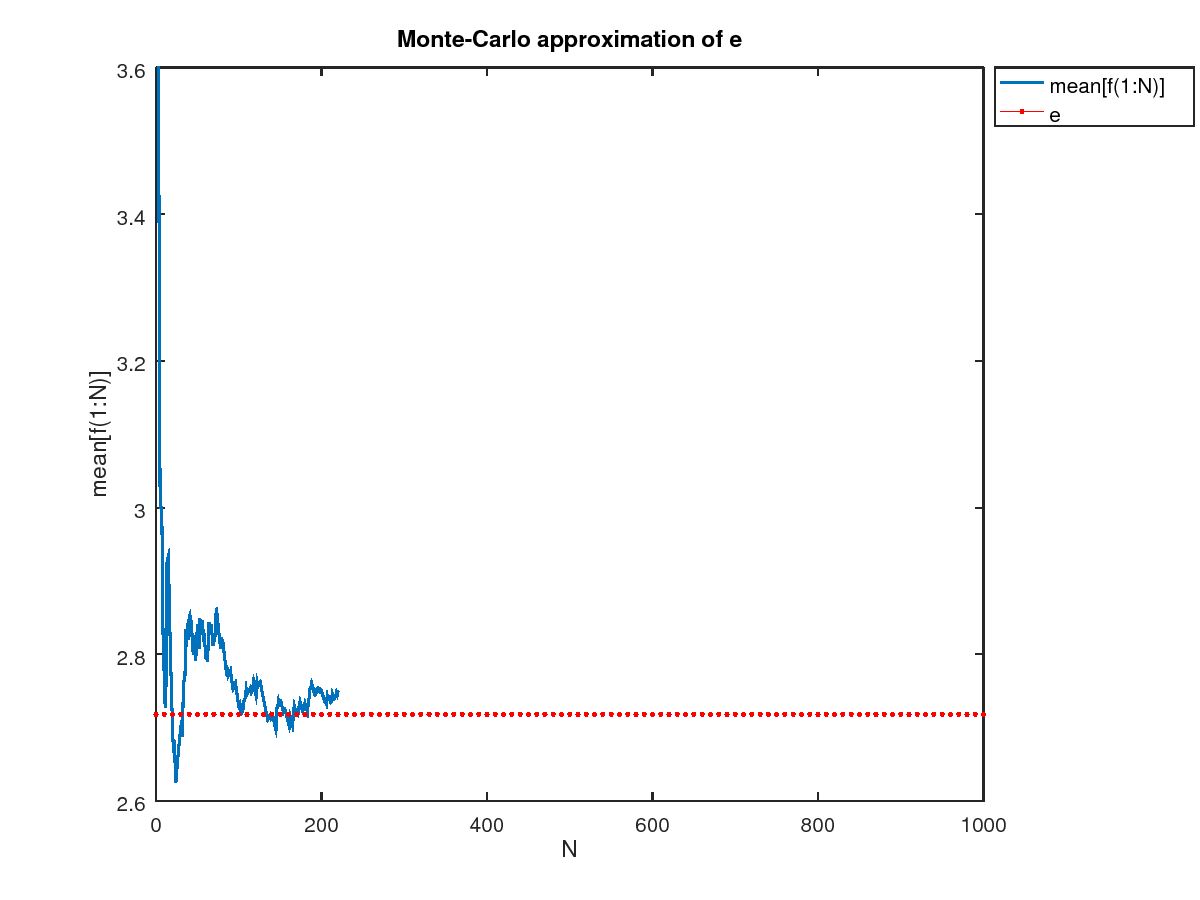 Monte-Carlo approximation of e
mean[f(1:N)]
e
3.6
3.4
3.2
3
2.8
2.6
mean[f(1:N)]
0
200
400
600
800
1000
N